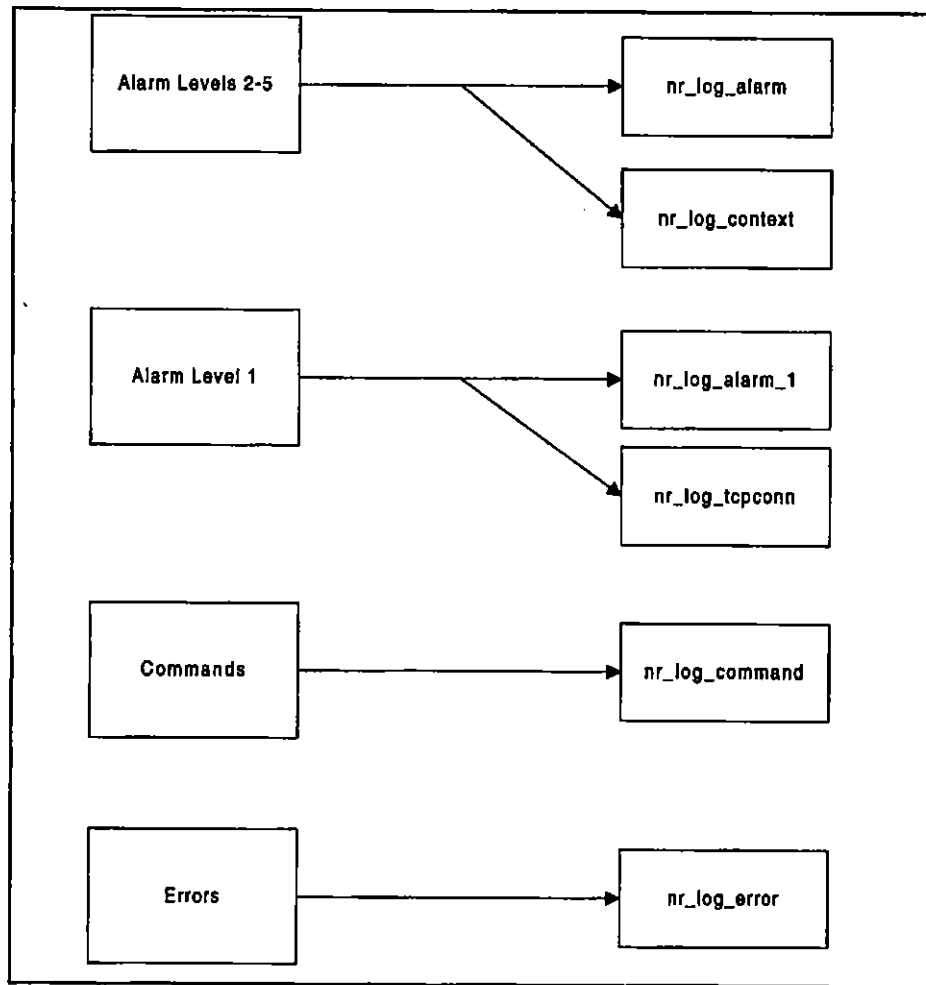 Alarm Levels 2-5
nr_log_alarm
nr_log_context
Alarm Level 1
nr_log_alarm_1
nr_log_tcpconn
Commands
nr_log_command
Errors
nr_log_error